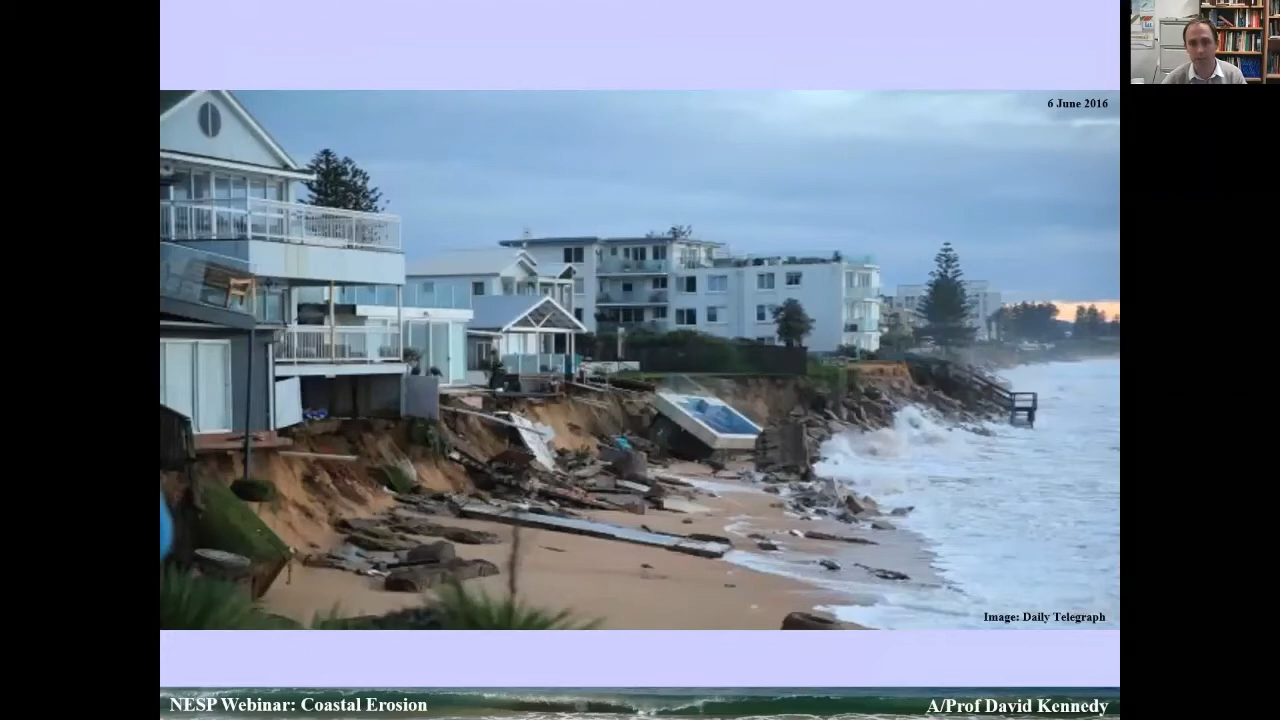 6 June 2016
Image: Daily Telegraph
NESP Webinar: Coastal Erosion
A/Prof David Kennedy